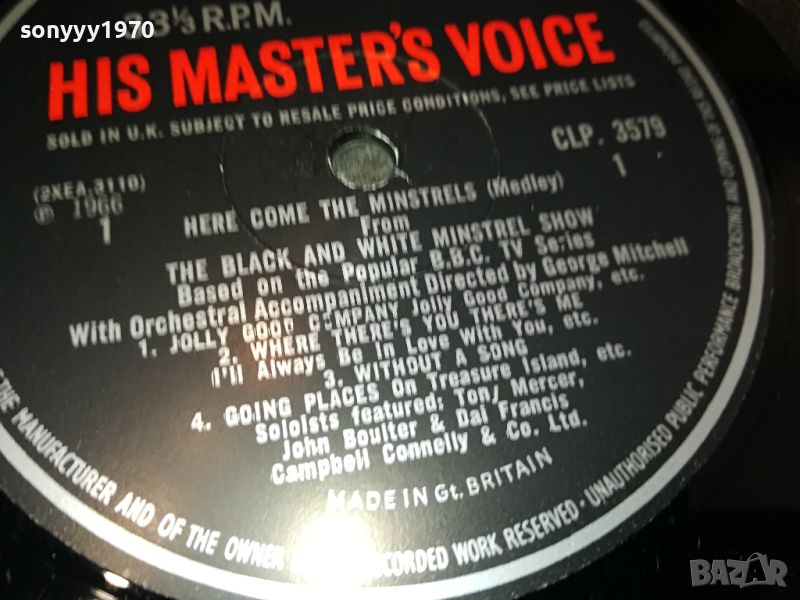 sonyyy1970
33⅓ R.P.M.
HIS MASTER'S VOICE
SOLD IN U.K. SUBJECT TO RESALE PRICE CONDITIONS, SEE PRICE LISTS
CLP. 3579
1
(2XEA.3110)
℗ 1966
1
HERE COME THE MINSTRELS (Medley)
From
THE BLACK AND WHITE MINSTREL SHOW
Based on the Popular B.B.C. TV Series
With Orchestral Accompaniment Directed by George Mitchell
1. JOLLY GOOD COMPANY Jolly Good Company, etc.
2. WHERE THERE'S YOU THERE'S ME
I'll Always Be In Love With You, etc.
3. WITHOUT A SONG
4. GOING PLACES On Treasure Island, etc.
Soloists featured: Tony Mercer,
John Boulter & Dai Francis
Campbell Connelly & Co. Ltd.
MADE IN Gt. BRITAIN
THE MANUFACTURER AND OF THE OWNER RECORDED WORK RESERVED · UNAUTHORISED PUBLIC PERFORMANCE BROADCASTING AND COPYING OF THIS RECORD PROHIBITED
BAZAR